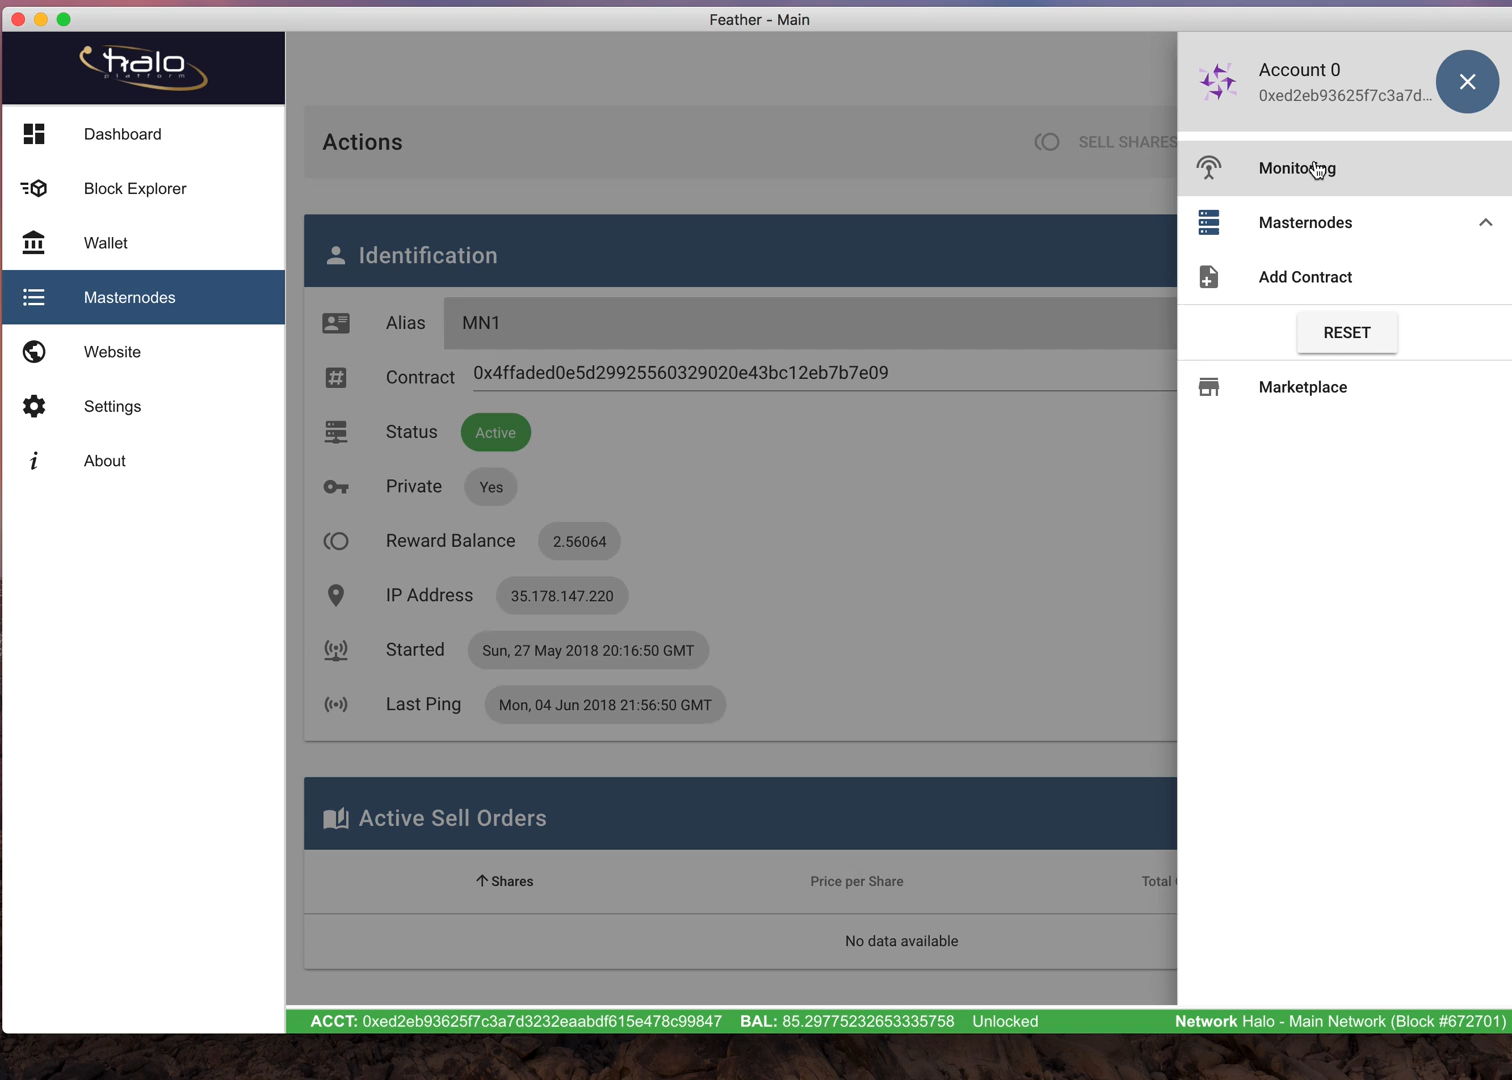 Feather - Main
halo
platform
Dashboard
Block Explorer
Wallet
Masternodes
Website
Settings
About
Actions
SELL SHARES
Identification
Alias MN1
Contract 0x4ffaded0e5d29925560329020e43bc12eb7b7e09
Status Active
Private Yes
Reward Balance 2.56064
IP Address 35.178.147.220
Started Sun, 27 May 2018 20:16:50 GMT
Last Ping Mon, 04 Jun 2018 21:56:50 GMT
Active Sell Orders
Shares Price per Share Total
No data available
Account 0
0xed2eb93625f7c3a7d...
Monitoring
Masternodes
Add Contract
RESET
Marketplace
ACCT: 0xed2eb93625f7c3a7d3232eaabdf615e478c99847 BAL: 85.29775232653335758 Unlocked Network Halo - Main Network (Block #672701)